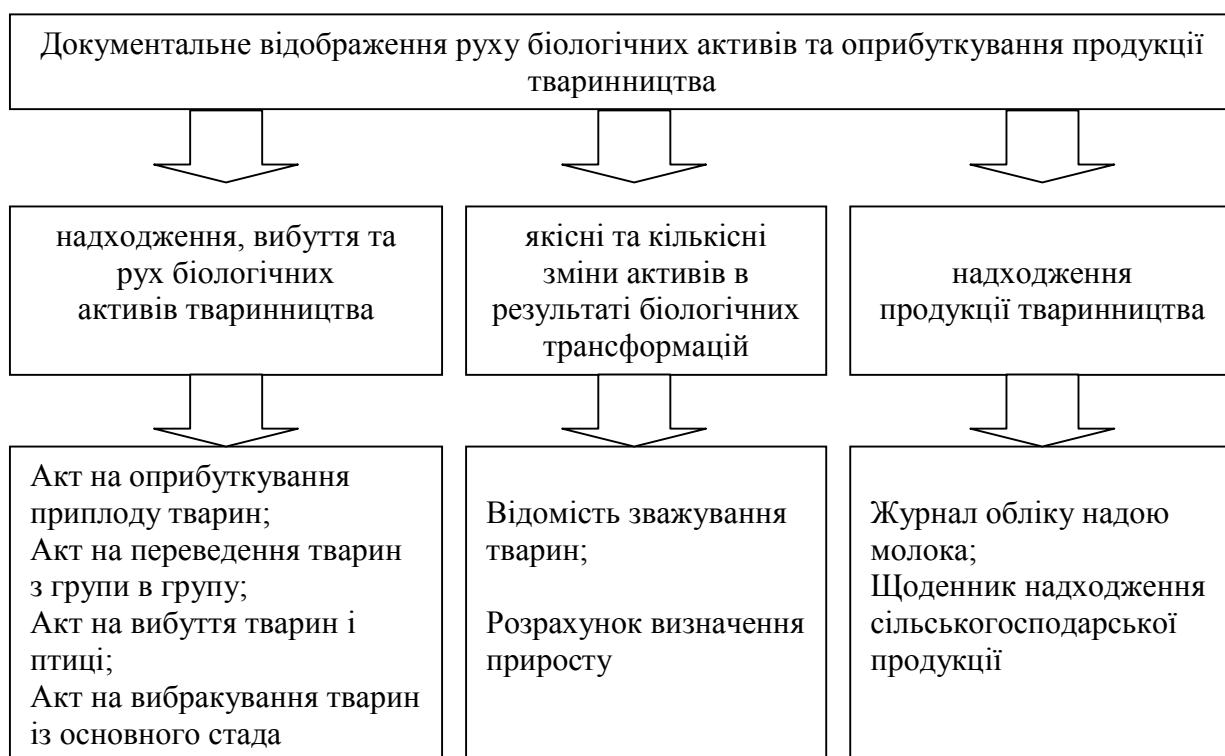 Документальне відображення руху біологічних активів та оприбуткування продукції
тваринництва
надходження, вибуття та
рух біологічних
активів тваринництва
якісні та кількісні
зміни активів в
результаті біологічних
трансформацій
надходження
продукції тваринництва
Акт на оприбуткування
приплоду тварин;
Акт на переведення тварин
з групи в групу;
Акт на вибуття тварин і
птиці;
Акт на вибракування тварин
із основного стада
Відомість зважування
тварин;
Розрахунок визначення
приросту
Журнал обліку надою
молока;
Щоденник надходження
сільськогосподарської
продукції